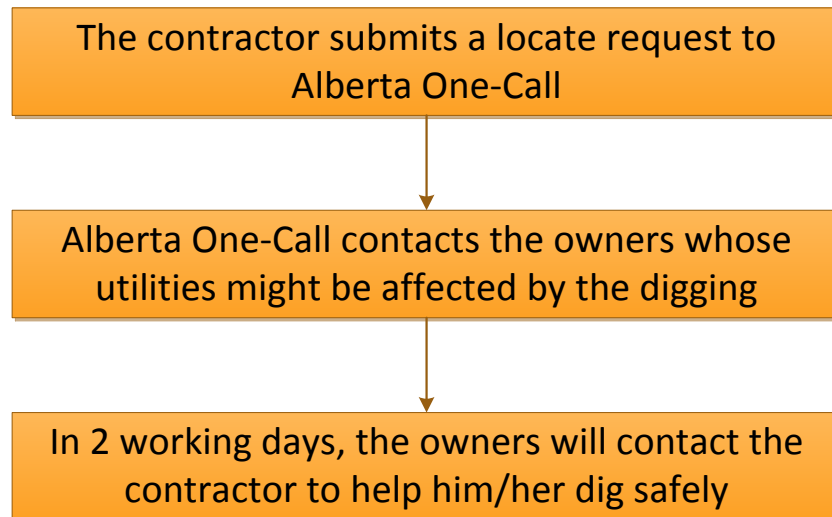 The contractor submits a locate request to
Alberta One-Call
Alberta One-Call contacts the owners whose
utilities might be affected by the digging
In 2 working days, the owners will contact the
contractor to help him/her dig safely